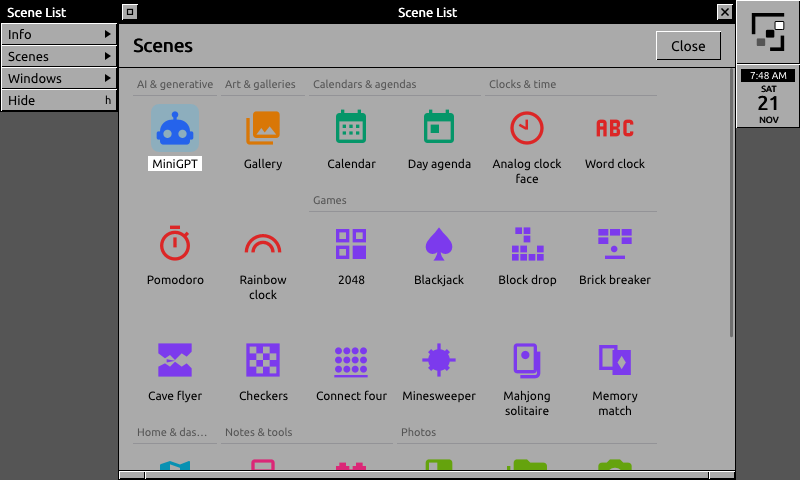 Scene List
Scene List
Info
Scenes
Windows
Hide h
Scenes
Close
7:48 AM
SAT
21
NOV
AI & generative
Art & galleries
Calendars & agendas
Clocks & time
MiniGPT
Gallery
Calendar
Day agenda
Analog clock
face
ABC
Word clock
Games
Pomodoro
Rainbow
clock
2048
Blackjack
Block drop
Brick breaker
Cave flyer
Checkers
Connect four
Minesweeper
Mahjong
solitaire
Memory
match
Home & das...
Notes & tools
Photos